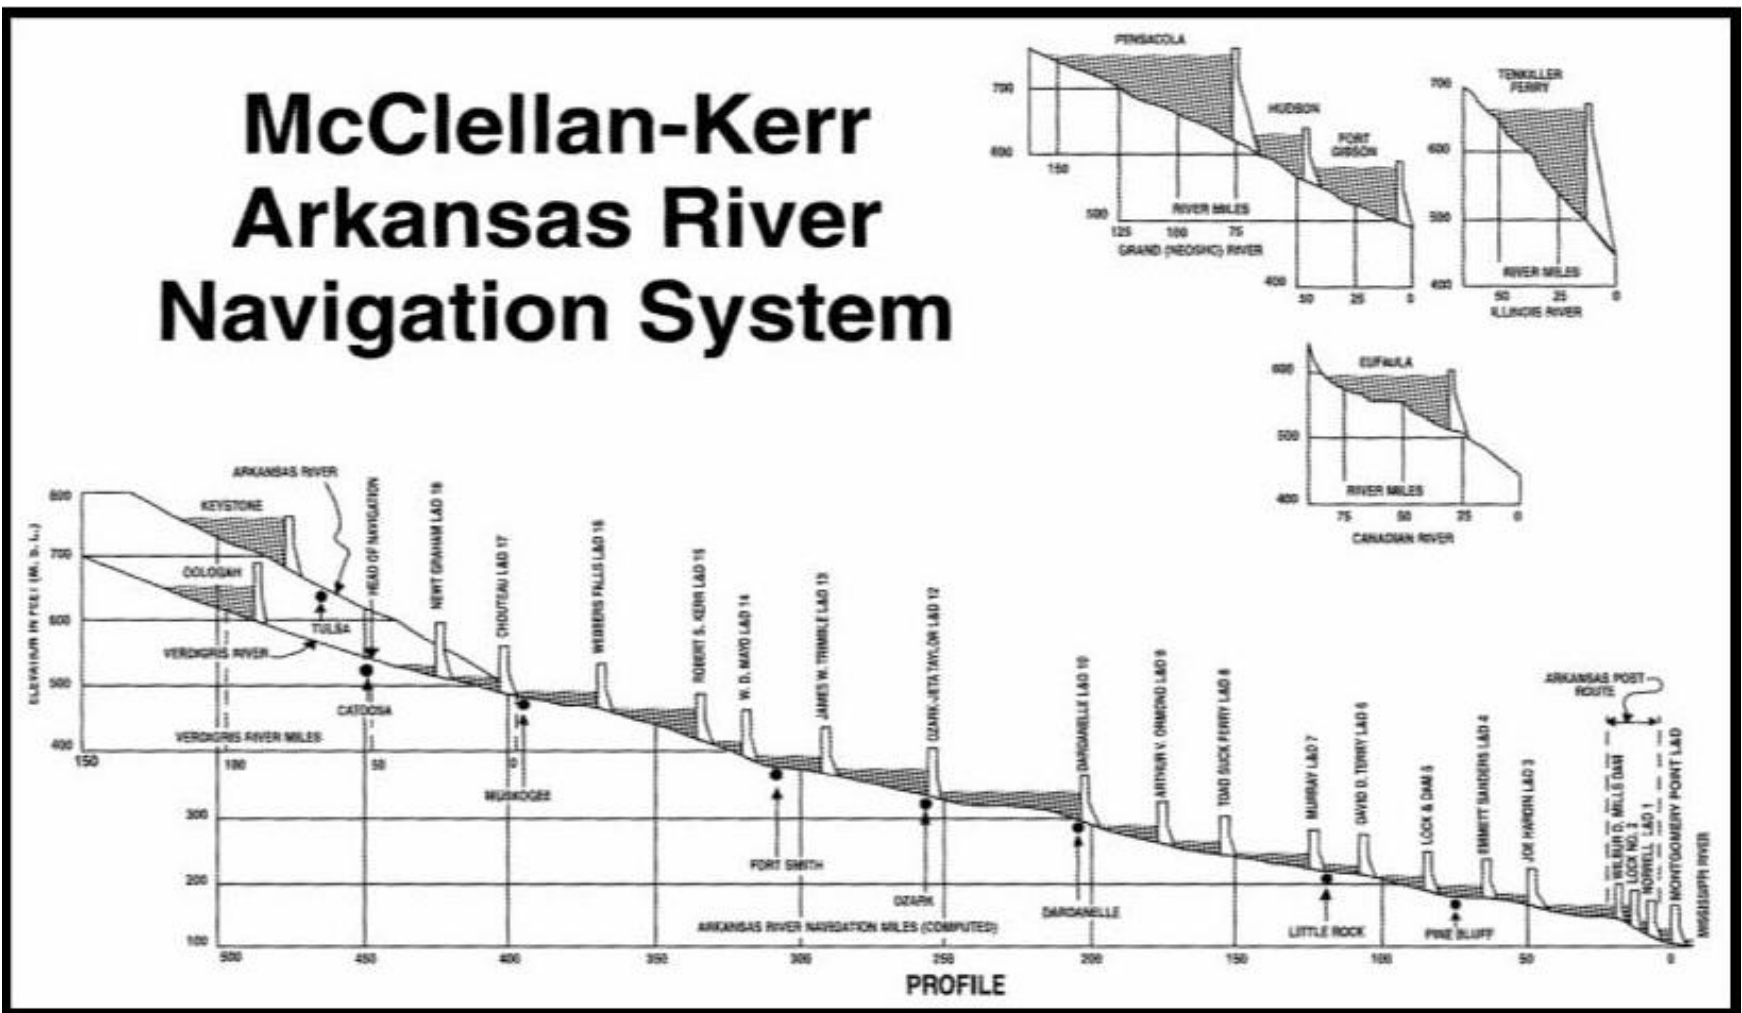 McClellan-Kerr
Arkansas River
Navigation System
PENSACOLA
700
600
HUDSON
FORT
GIBSON
150
500
RIVER MILES
125
100
75
GRAND (NEOSHO) RIVER
400
50
25
0
TENKILLER
FERRY
700
600
500
400
RIVER MILES
50
25
0
ILLINOIS RIVER
EUFAULA
600
500
400
RIVER MILES
75
50
25
0
CANADIAN RIVER
ELEVATION IN FEET (M. S. L.)
800
700
600
500
400
300
200
100
ARKANSAS RIVER
KEYSTONE
OOLOGAH
TULSA
VERDIGRIS RIVER
CATOOSA
VERDIGRIS RIVER MILES
150
100
50
0
HEAD OF NAVIGATION
NEWT GRAHAM L&D 18
CHOUTEAU L&D 17
WEBBERS FALLS L&D 16
ROBERT S. KERR L&D 15
W. D. MAYO L&D 14
JAMES W. TRIMBLE L&D 13
OZARK-JETA TAYLOR L&D 12
DARDANELLE L&D 10
ARTHUR V. ORMOND L&D 9
TOAD SUCK FERRY L&D 8
MURRAY L&D 7
DAVID D. TERRY L&D 6
LOCK & DAM 5
EMMETT SANDERS L&D 4
JOE HARDIN L&D 3
ARKANSAS POST
ROUTE
WILBUR D. MILLS DAM
LOCK NO. 2
NORRELL L&D 1
MONTGOMERY POINT L&D
MISSISSIPPI RIVER
MUSKOGEE
FORT SMITH
OZARK
DARDANELLE
LITTLE ROCK
PINE BLUFF
ARKANSAS RIVER NAVIGATION MILES (COMPUTED)
500
450
400
350
300
250
200
150
100
50
0
PROFILE